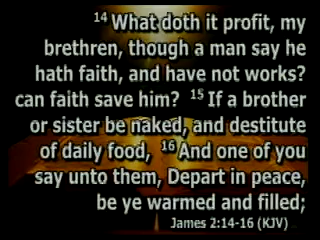 14 What doth it profit, my
brethren, though a man say he
hath faith, and have not works?
can faith save him? 15 If a brother
or sister be naked, and destitute
of daily food, 16 And one of you
say unto them, Depart in peace,
be ye warmed and filled;
James 2:14-16 (KJV)